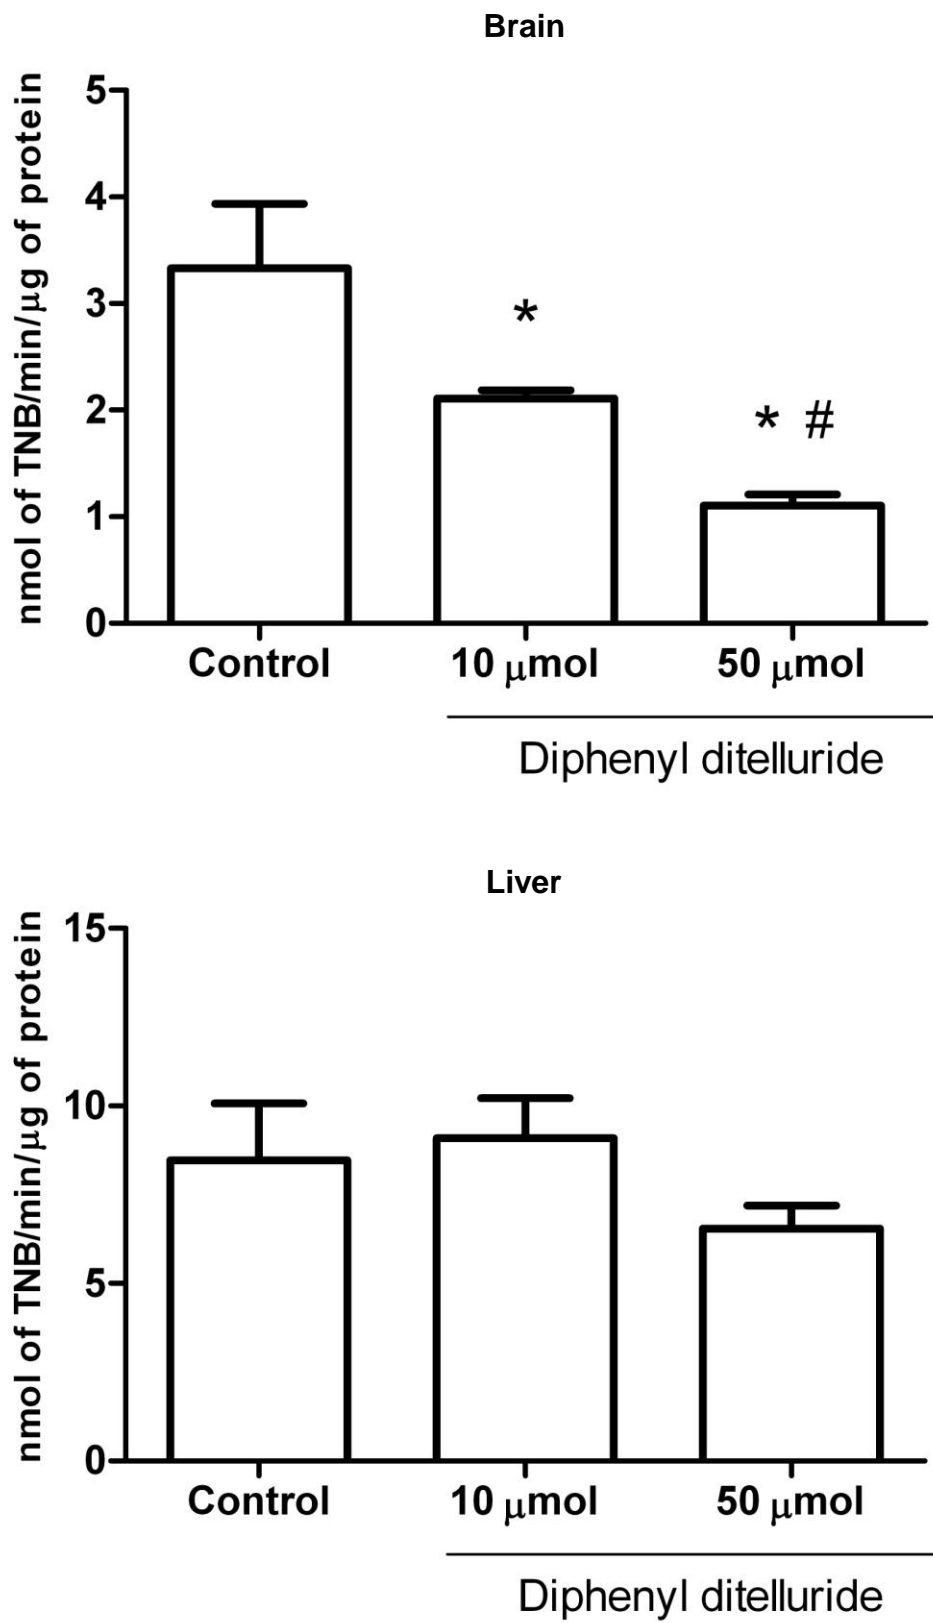 Brain
nmol of TNB/min/μg of protein
5
4
3
2
1
0
*
* #
Control 10 μmol 50 μmol
Diphenyl ditelluride
Liver
nmol of TNB/min/μg of protein
15
10
5
0
Control 10 μmol 50 μmol
Diphenyl ditelluride